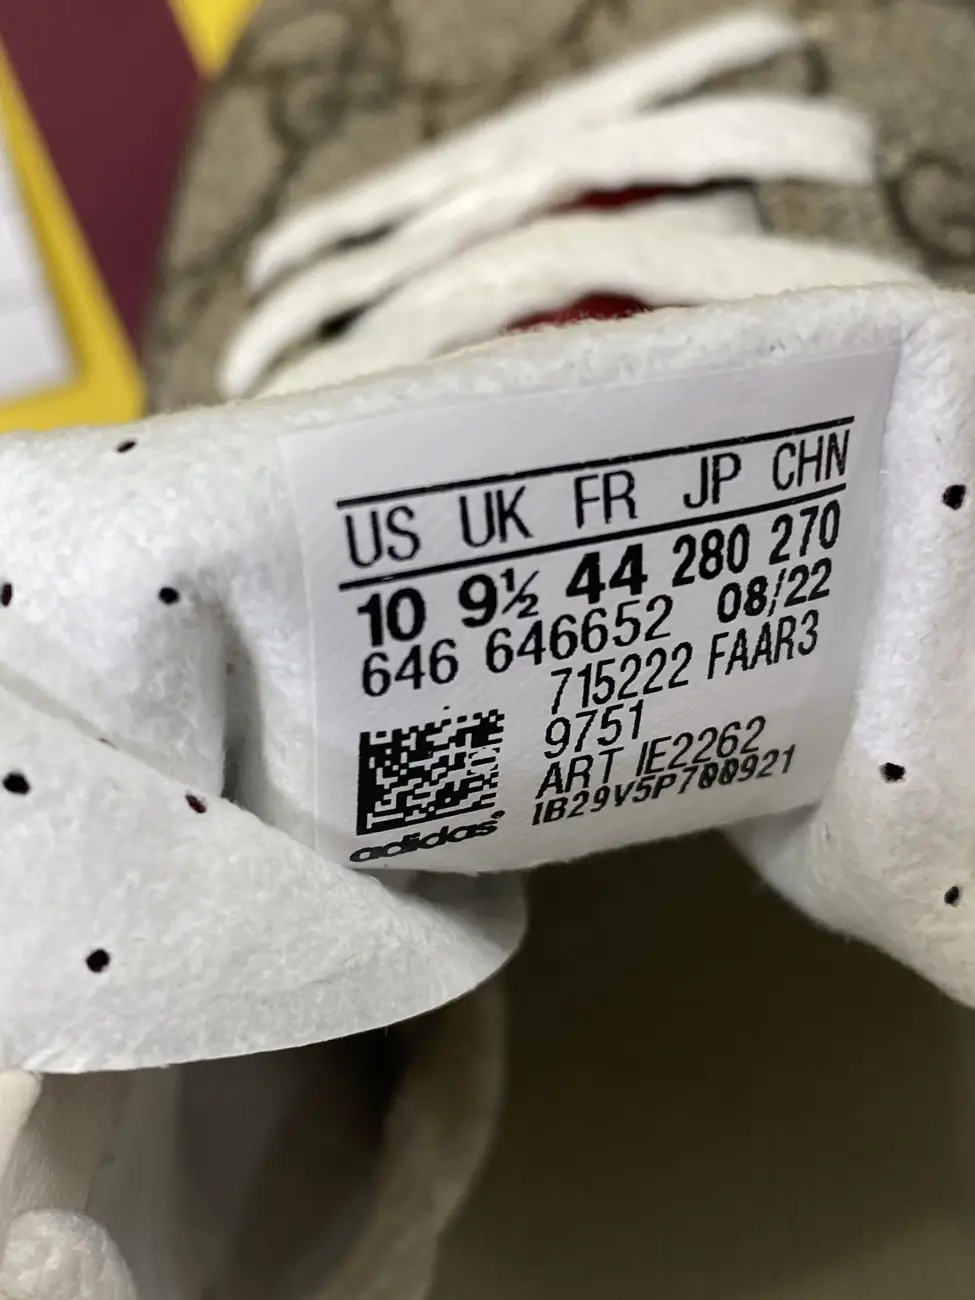 US UK FR JP CHN
10 9½ 44 280 270
646 646652 08/22
715222 FAAR3
9751
ART IE2262
IB29V5P700921
adidas